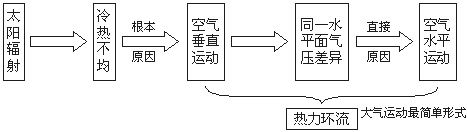 太阳辐射
冷热不均
根本
原因
空气垂直运动
同一水平面气压差异
直接
原因
空气水平运动
热力环流
大气运动最简单形式